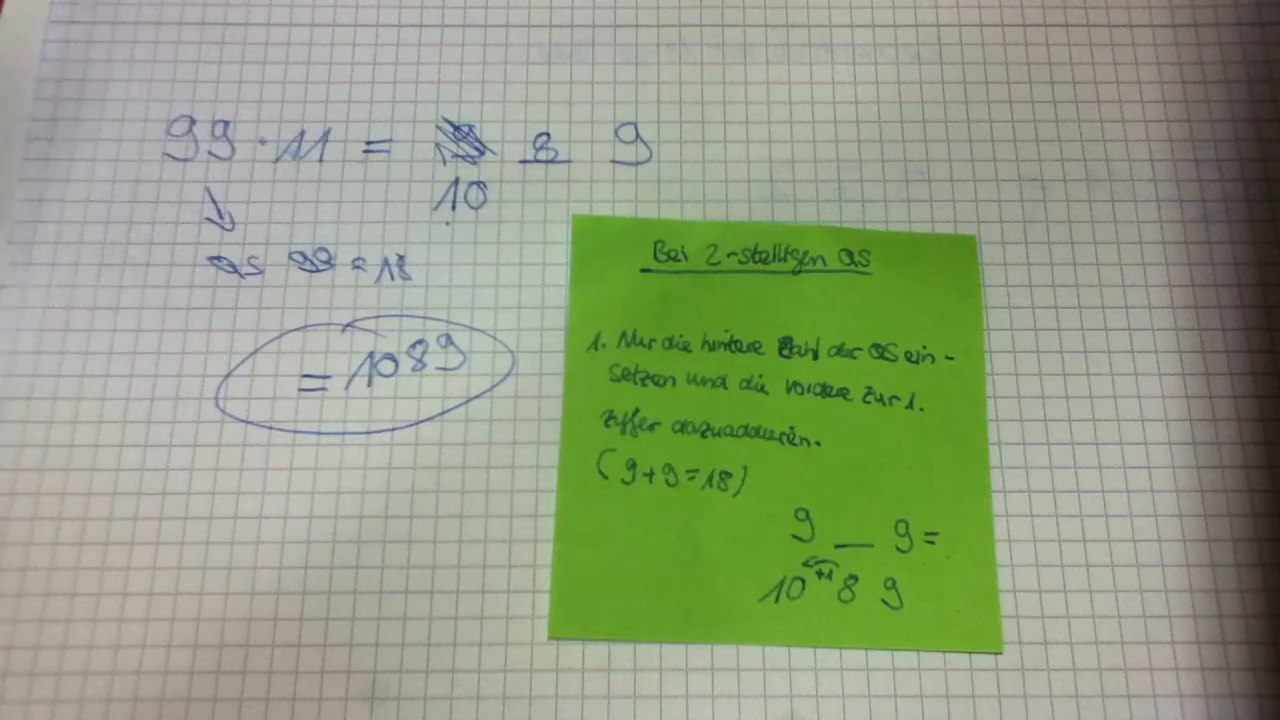 99 · 11 = 8 9
10
QS 99 = 18
= 1089
Bei 2-stelligen QS
1. Nur die hintere Zahl der QS ein-
setzen und die vordere zur 1.
Ziffer dazuaddieren.
(9+9=18)
9 _ 9 =
10 +1 8 9